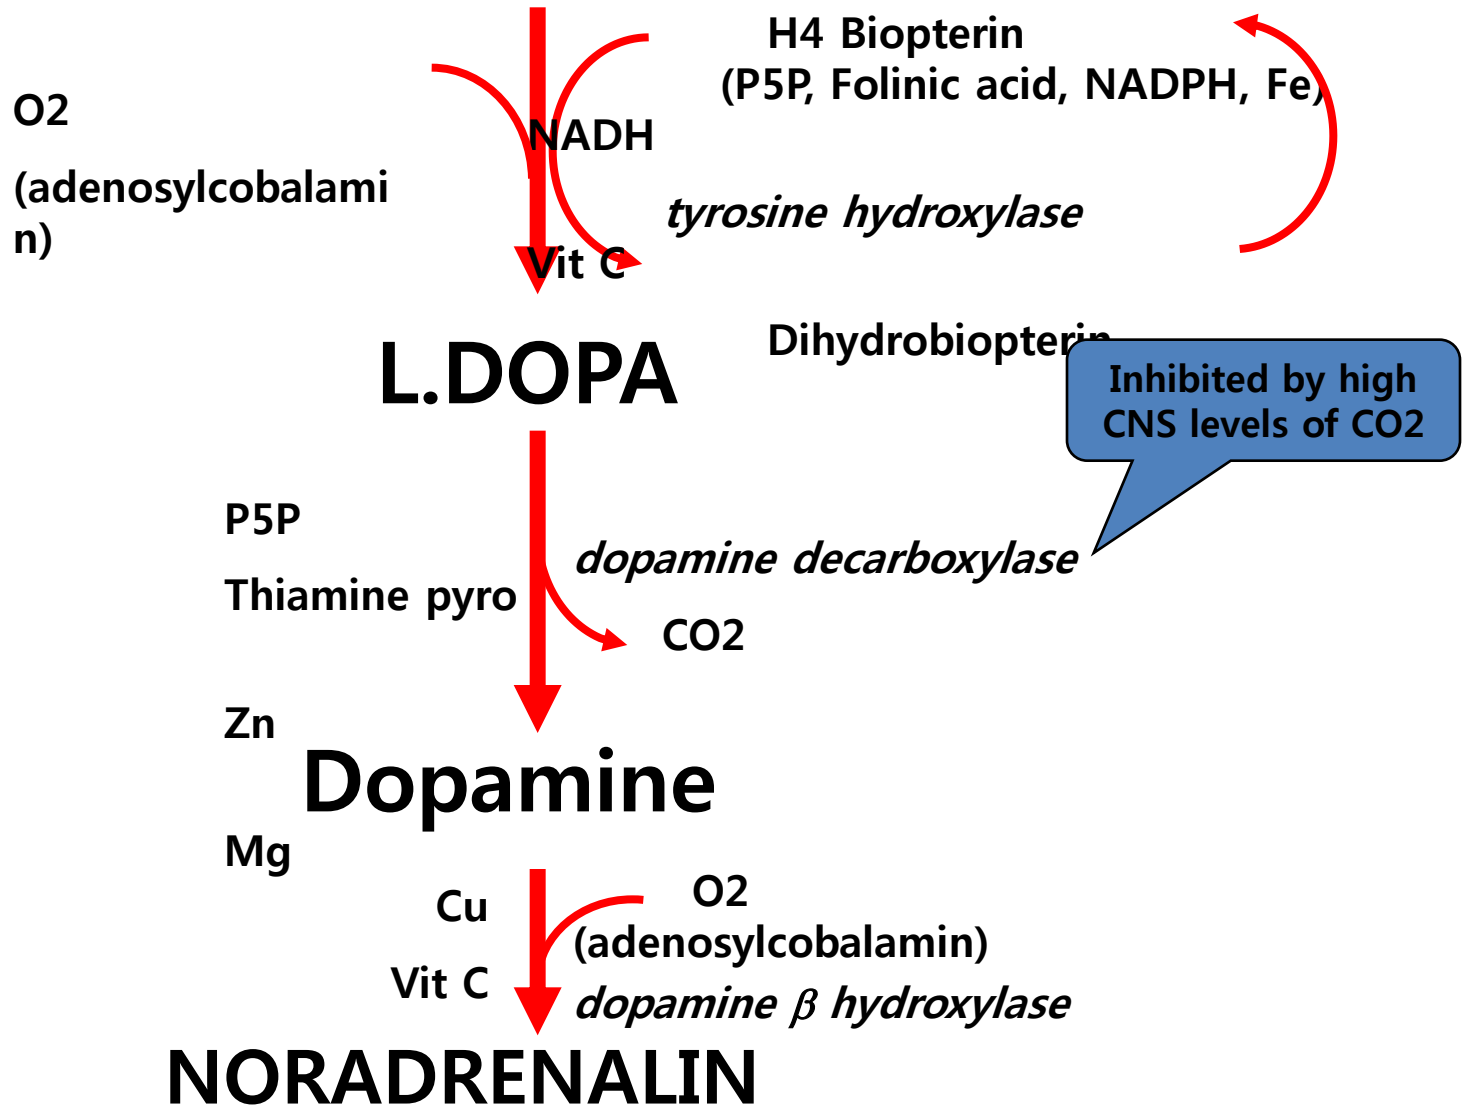 H4 Biopterin
(P5P, Folinic acid, NADPH, Fe)
O2
NADH
(adenosylcobalami
n)
tyrosine hydroxylase
Vit C
L.DOPA
Dihydrobiopterin
Inhibited by high
CNS levels of CO2
P5P
dopamine decarboxylase
Thiamine pyro
CO2
Zn
Dopamine
Mg
Cu
O2
(adenosylcobalamin)
Vit C
dopamine β hydroxylase
NORADRENALIN